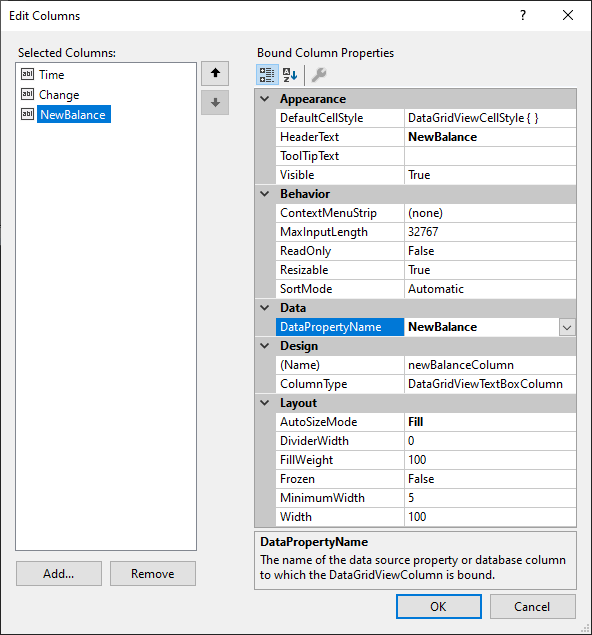 Edit Columns
?
Selected Columns:
Time
Change
NewBalance
Add...
Remove
Bound Column Properties
Appearance
DefaultCellStyle DataGridViewCellStyle { }
HeaderText NewBalance
ToolTipText
Visible True
Behavior
ContextMenuStrip (none)
MaxInputLength 32767
ReadOnly False
Resizable True
SortMode Automatic
Data
DataPropertyName NewBalance
Design
(Name) newBalanceColumn
ColumnType DataGridViewTextBoxColumn
Layout
AutoSizeMode Fill
DividerWidth 0
FillWeight 100
Frozen False
MinimumWidth 5
Width 100
DataPropertyName
The name of the data source property or database column
to which the DataGridViewColumn is bound.
OK Cancel